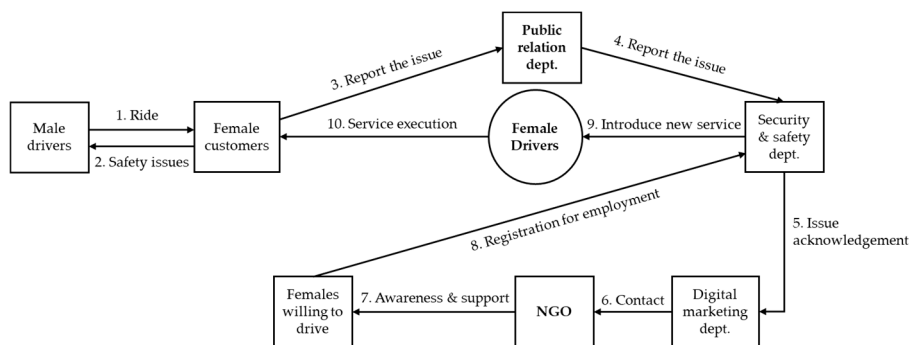 Public
relation
dept.
3. Report the issue
4. Report the issue
Male
drivers
1. Ride
2. Safety issues
Female
customers
10. Service execution
Female
Drivers
9. Introduce new service
Security
& safety
dept.
8. Registration for employment
5. Issue
acknowledgement
Females
willing to
drive
7. Awareness & support
NGO
6. Contact
Digital
marketing
dept.